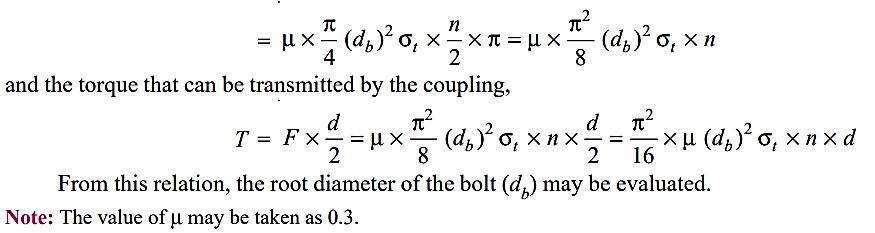 = μ × π/4 (d_b)² σ_t × n/2 × π = μ × π²/8 (d_b)² σ_t × n
and the torque that can be transmitted by the coupling,
T = F × d/2 = μ × π²/8 (d_b)² σ_t × n × d/2 = π²/16 × μ (d_b)² σ_t × n × d
From this relation, the root diameter of the bolt (d_b) may be evaluated.
Note: The value of μ may be taken as 0.3.